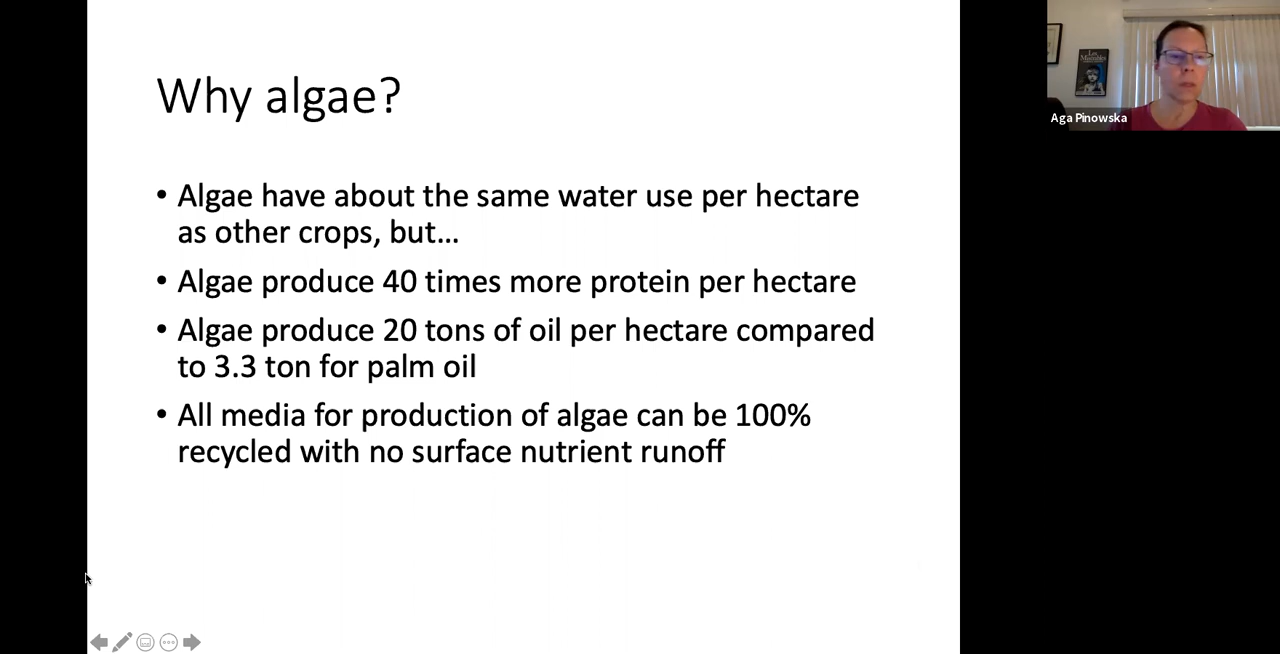 Why algae?
• Algae have about the same water use per hectare
as other crops, but...
• Algae produce 40 times more protein per hectare
• Algae produce 20 tons of oil per hectare compared
to 3.3 ton for palm oil
• All media for production of algae can be 100%
recycled with no surface nutrient runoff
Les
Misérables
Aga Pinowska